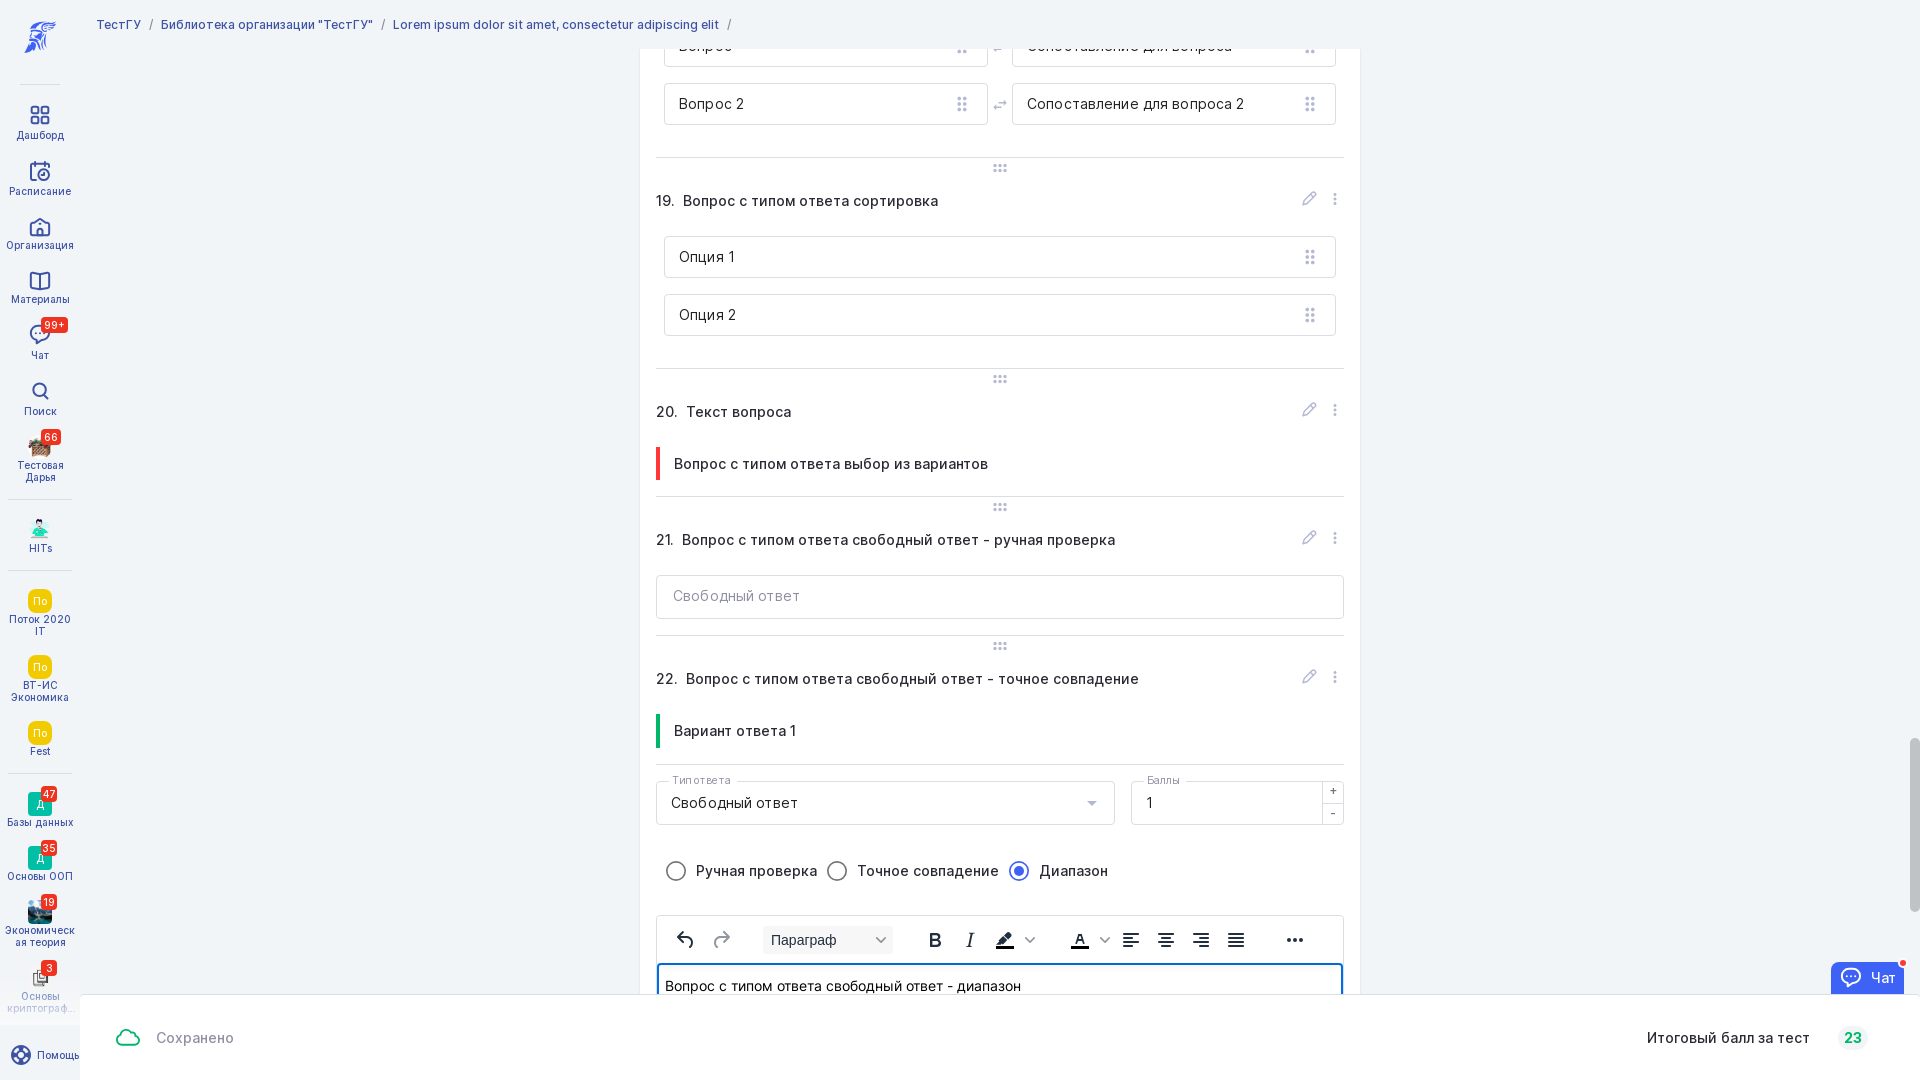 ТестГУ / Библиотека организации "ТестГУ" / Lorem ipsum dolor sit amet, consectetur adipiscing elit /
Дашборд
Расписание
Организация
Материалы
99+
Чат
Поиск
66
Тестовая
Дарья
HITs
По
Поток 2020
IT
По
ВТ-ИС
Экономика
По
Fest
47
Д
Базы данных
35
Д
Основы ООП
19
Экономическ
ая теория
3
Основы
криптограф...
Помощь
Вопрос
Сопоставление для вопроса
Вопрос 2
Сопоставление для вопроса 2
19. Вопрос с типом ответа сортировка
Опция 1
Опция 2
20. Текст вопроса
Вопрос с типом ответа выбор из вариантов
21. Вопрос с типом ответа свободный ответ - ручная проверка
Свободный ответ
22. Вопрос с типом ответа свободный ответ - точное совпадение
Вариант ответа 1
Тип ответа
Свободный ответ
Баллы
1
+
-
Ручная проверка
Точное совпадение
Диапазон
Параграф
B
I
A
Вопрос с типом ответа свободный ответ - диапазон
Чат
Сохранено
Итоговый балл за тест 23